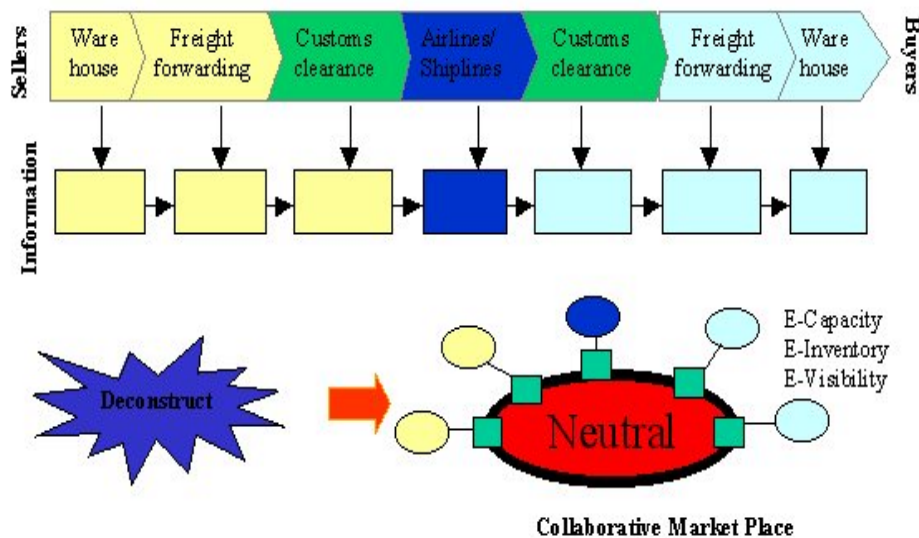 Sellers
Ware
house
Freight
forwarding
Customs
clearance
Airlines/
Shiplines
Customs
clearance
Freight
forwarding
Ware
house
Buyers
Information
Deconstruct
Neutral
E-Capacity
E-Inventory
E-Visibility
Collaborative Market Place